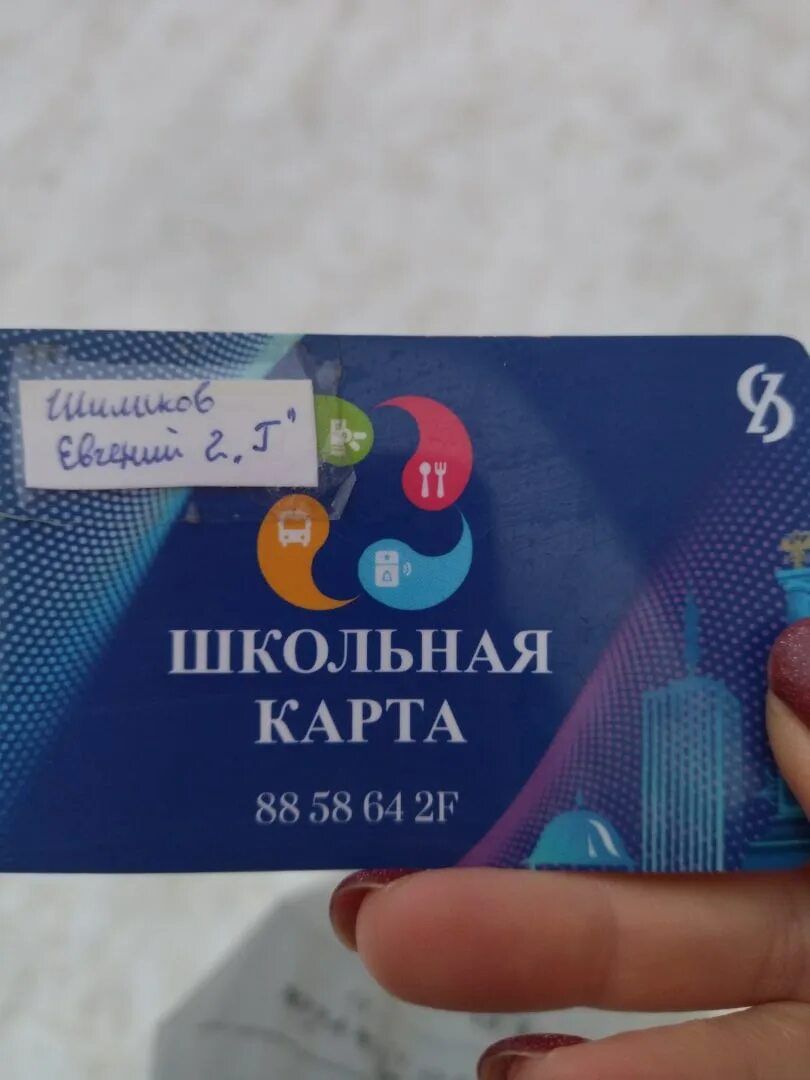 Шимиков
Евгений 2 „Г"
ШКОЛЬНАЯ
КАРТА
88 58 64 2F